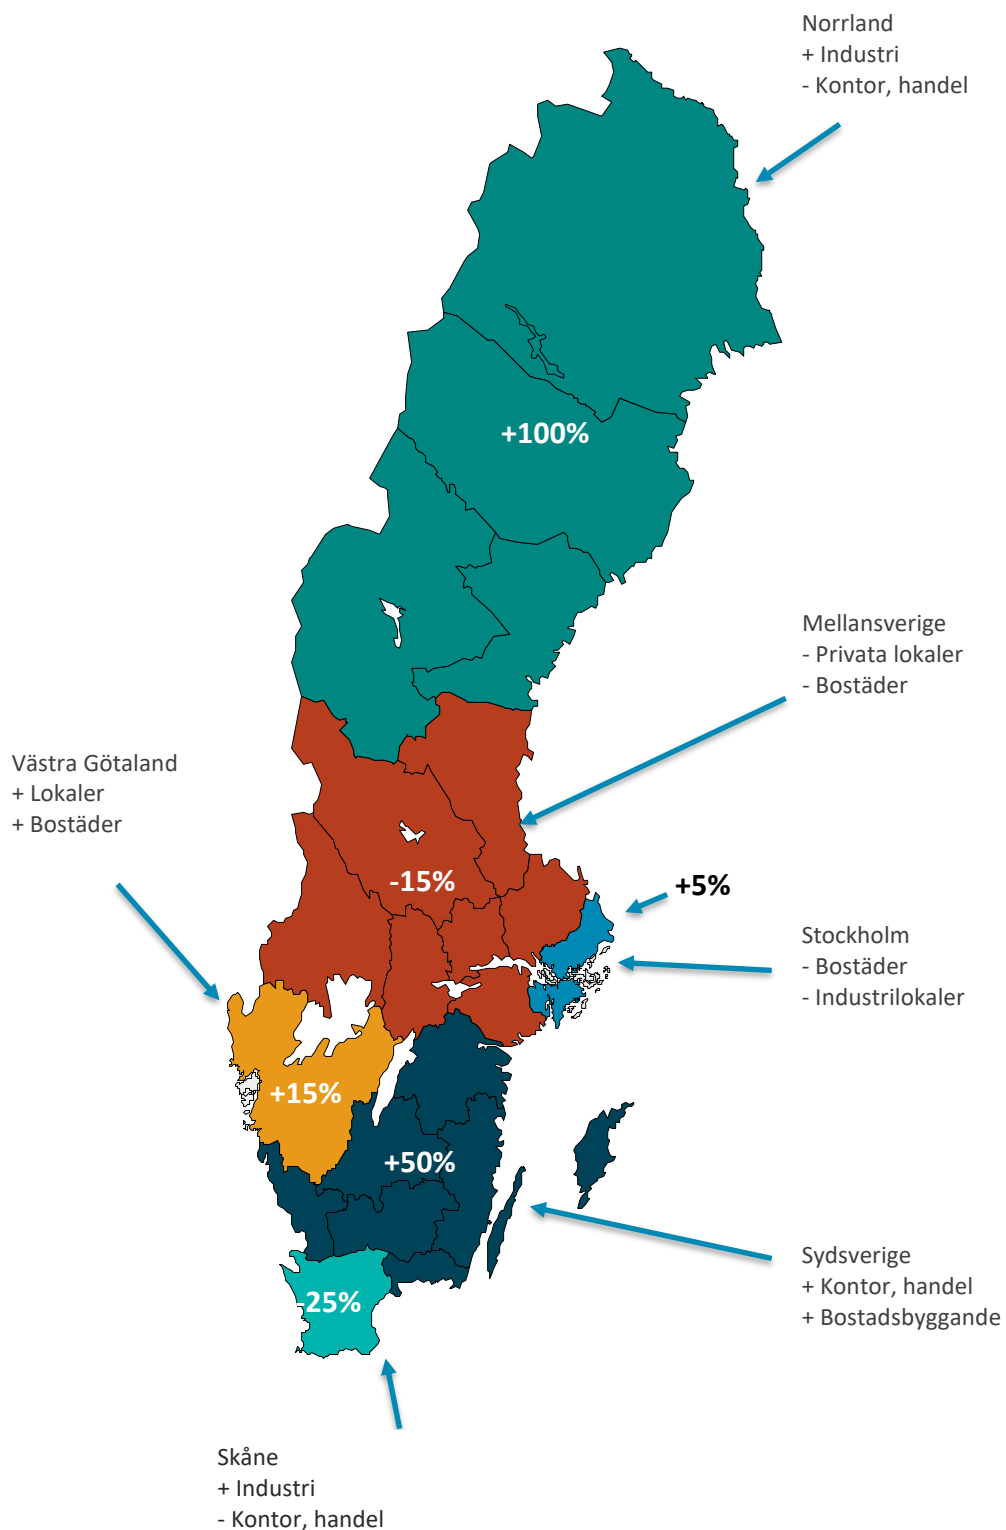 Norrland
+ Industri
- Kontor, handel
+100%
Mellansverige
- Privata lokaler
- Bostäder
Västra Götaland
+ Lokaler
+ Bostäder
-15%
+5%
Stockholm
- Bostäder
- Industrilokaler
+15%
+50%
Sydsverige
+ Kontor, handel
+ Bostadsbyggande
-25%
Skåne
+ Industri
- Kontor, handel